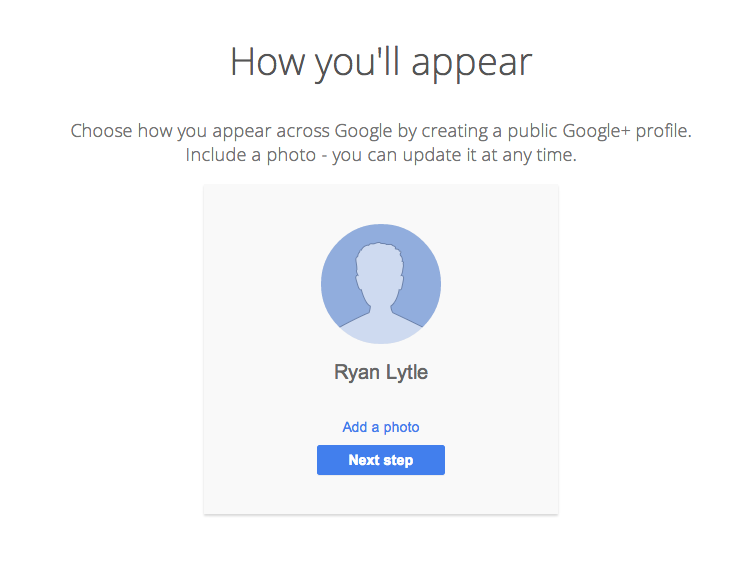 How you'll appear
Choose how you appear across Google by creating a public Google+ profile.
Include a photo - you can update it at any time.
Ryan Lytle
Add a photo
Next step